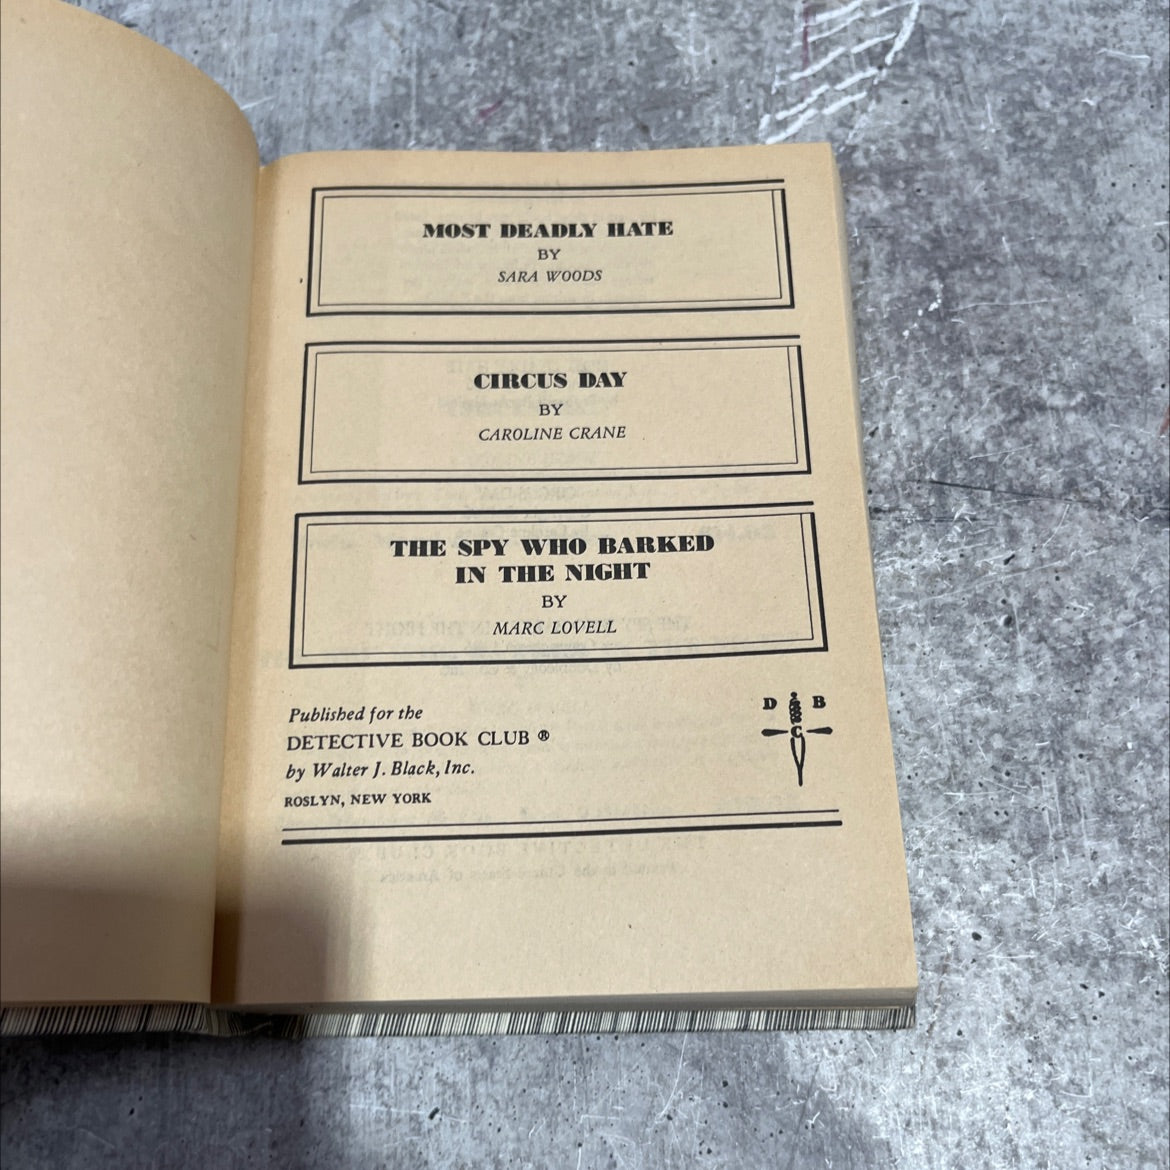 MOST DEADLY HATE
BY
SARA WOODS
CIRCUS DAY
BY
CAROLINE CRANE
THE SPY WHO BARKED
IN THE NIGHT
BY
MARC LOVELL
Published for the
DETECTIVE BOOK CLUB ®
by Walter J. Black, Inc.
ROSLYN, NEW YORK
D B
C